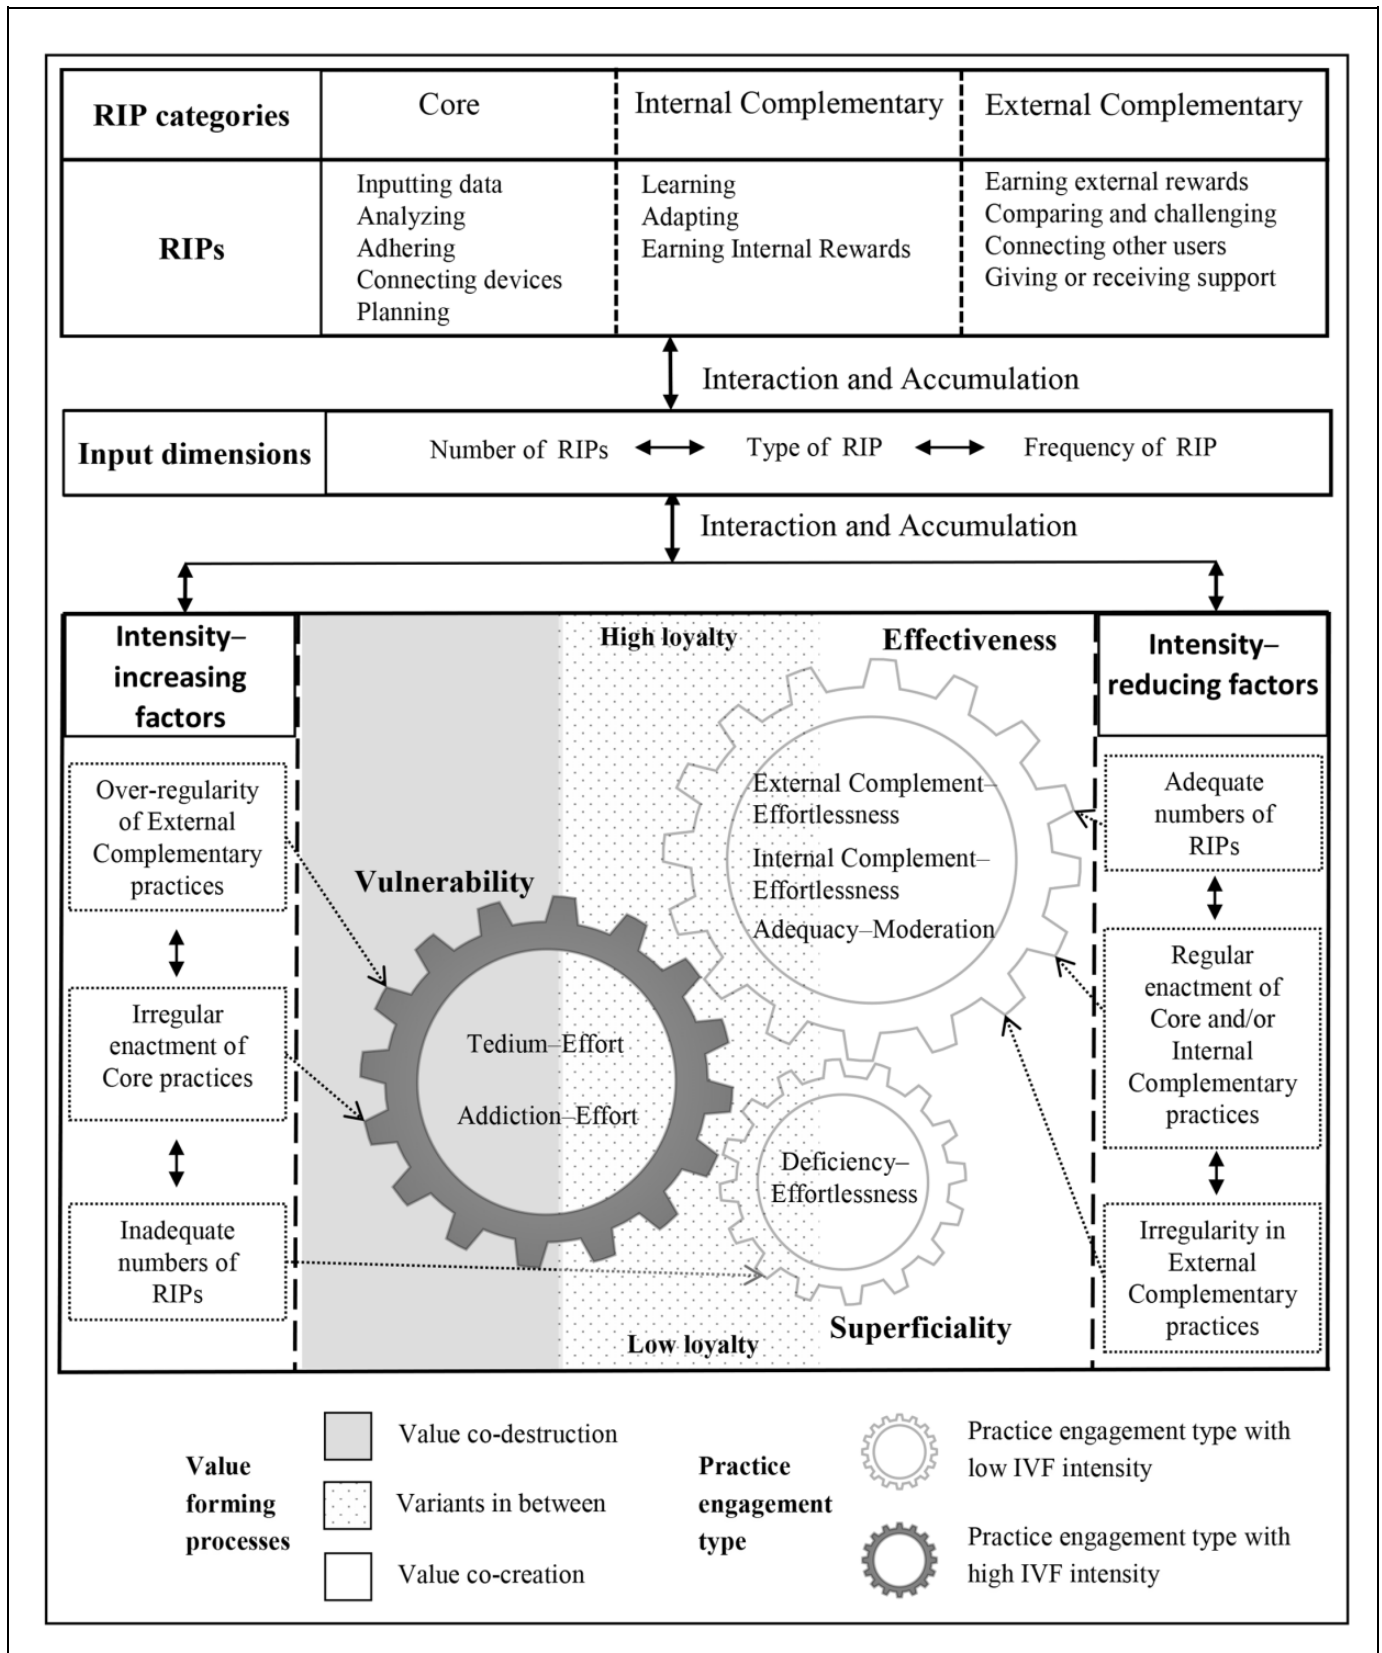 RIP categories
Core
Internal Complementary
External Complementary
RIPs
Inputting data
Analyzing
Adhering
Connecting devices
Planning
Learning
Adapting
Earning Internal Rewards
Earning external rewards
Comparing and challenging
Connecting other users
Giving or receiving support
Interaction and Accumulation
Input dimensions
Number of RIPs
Type of RIP
Frequency of RIP
Interaction and Accumulation
Intensity–
increasing
factors
Over-regularity
of External
Complementary
practices
Irregular
enactment of
Core practices
Inadequate
numbers of
RIPs
High loyalty
Effectiveness
External Complement–
Effortlessness
Internal Complement–
Effortlessness
Adequacy–Moderation
Vulnerability
Tedium–Effort
Addiction–Effort
Deficiency–
Effortlessness
Superficiality
Low loyalty
Intensity–
reducing factors
Adequate
numbers of
RIPs
Regular
enactment of
Core and/or
Internal
Complementary
practices
Irregularity in
External
Complementary
practices
Value
forming
processes
Value co-destruction
Variants in between
Value co-creation
Practice
engagement
type
Practice engagement type with
low IVF intensity
Practice engagement type with
high IVF intensity